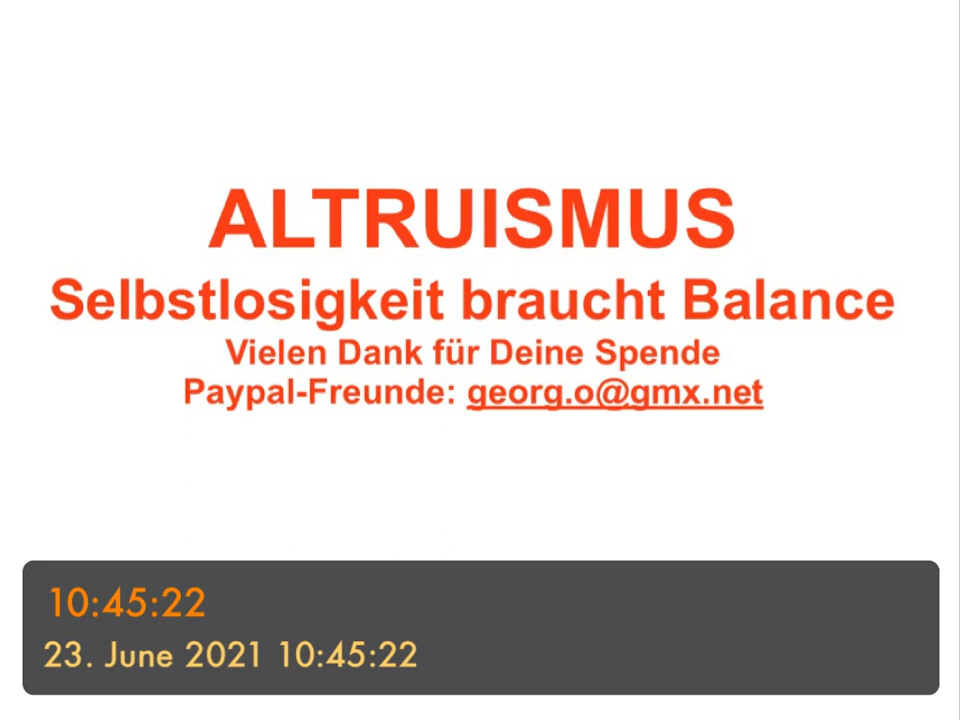 ALTRUISMUS
Selbstlosigkeit braucht Balance
Vielen Dank für Deine Spende
Paypal-Freunde: georg.o@gmx.net
10:45:22
23. June 2021 10:45:22